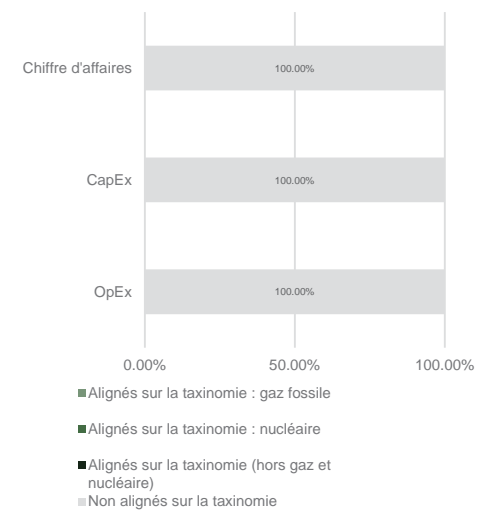 Chiffre d'affaires
100.00%
CapEx
100.00%
OpEx
100.00%
0.00% 50.00% 100.00%
Alignés sur la taxinomie : gaz fossile
Alignés sur la taxinomie : nucléaire
Alignés sur la taxinomie (hors gaz et
nucléaire)
Non alignés sur la taxinomie